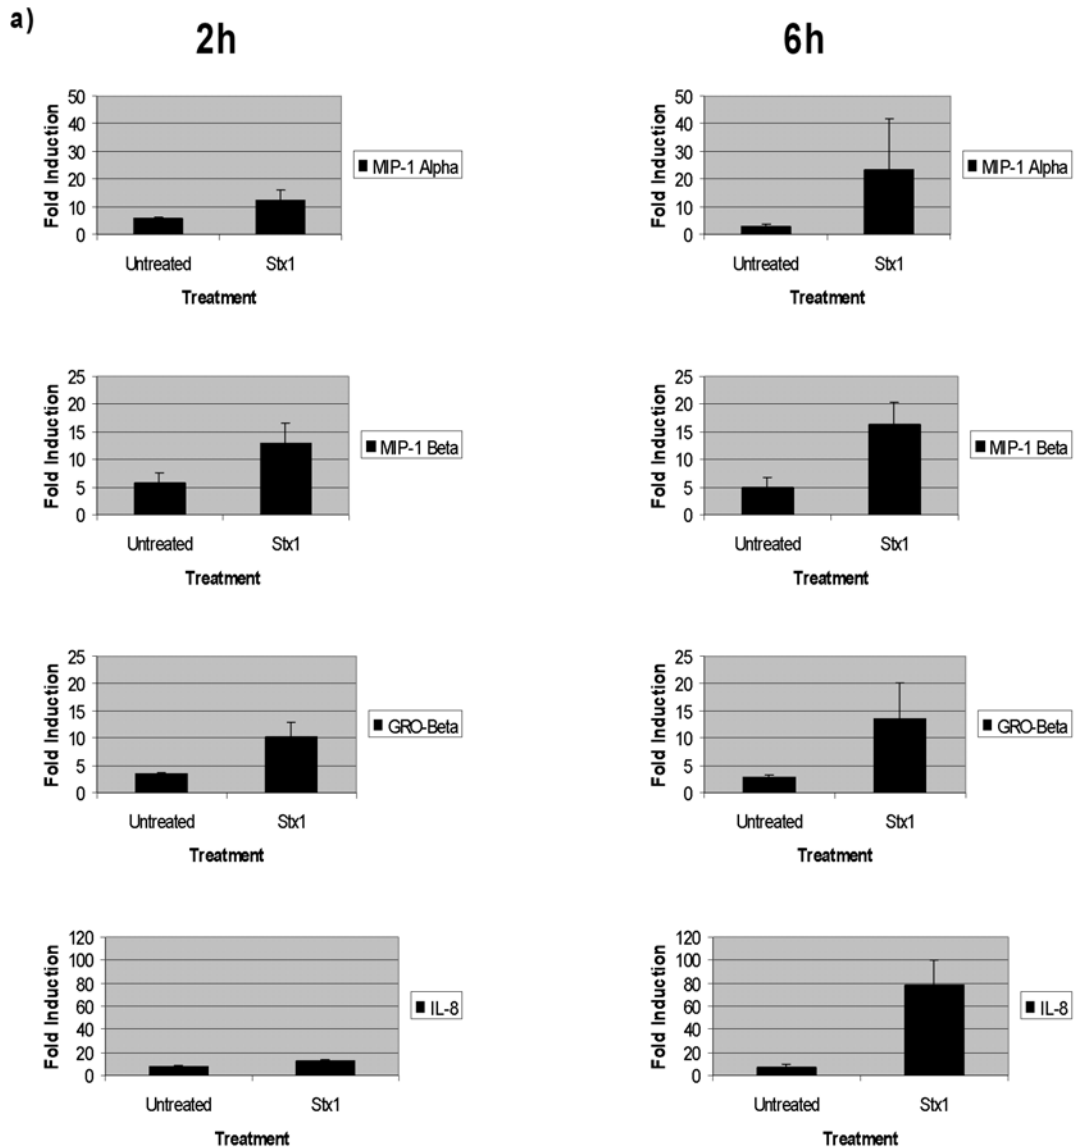 a)
2h
6h
50
40
30
20
10
0
Fold Induction
Untreated Stx1
Treatment
MIP-1 Alpha
50
40
30
20
10
0
Fold Induction
Untreated Stx1
Treatment
MIP-1 Alpha
25
20
15
10
5
0
Fold Induction
Untreated Stx1
Treatment
MIP-1 Beta
25
20
15
10
5
0
Fold Induction
Untreated Stx1
Treatment
MIP-1 Beta
25
20
15
10
5
0
Fold Induction
Untreated Stx1
Treatment
GRO-Beta
25
20
15
10
5
0
Fold Induction
Untreated Stx1
Treatment
GRO-Beta
120
100
80
60
40
20
0
Fold Induction
Untreated Stx1
Treatment
IL-8
120
100
80
60
40
20
0
Fold Induction
Untreated Stx1
Treatment
IL-8